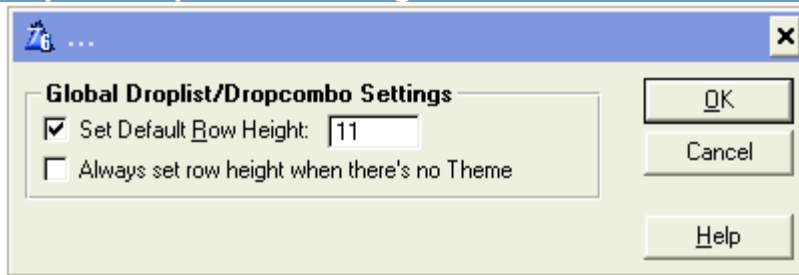 ...
Global Droplist/Dropcombo Settings
Set Default Row Height: 11
Always set row height when there's no Theme
OK
Cancel
Help